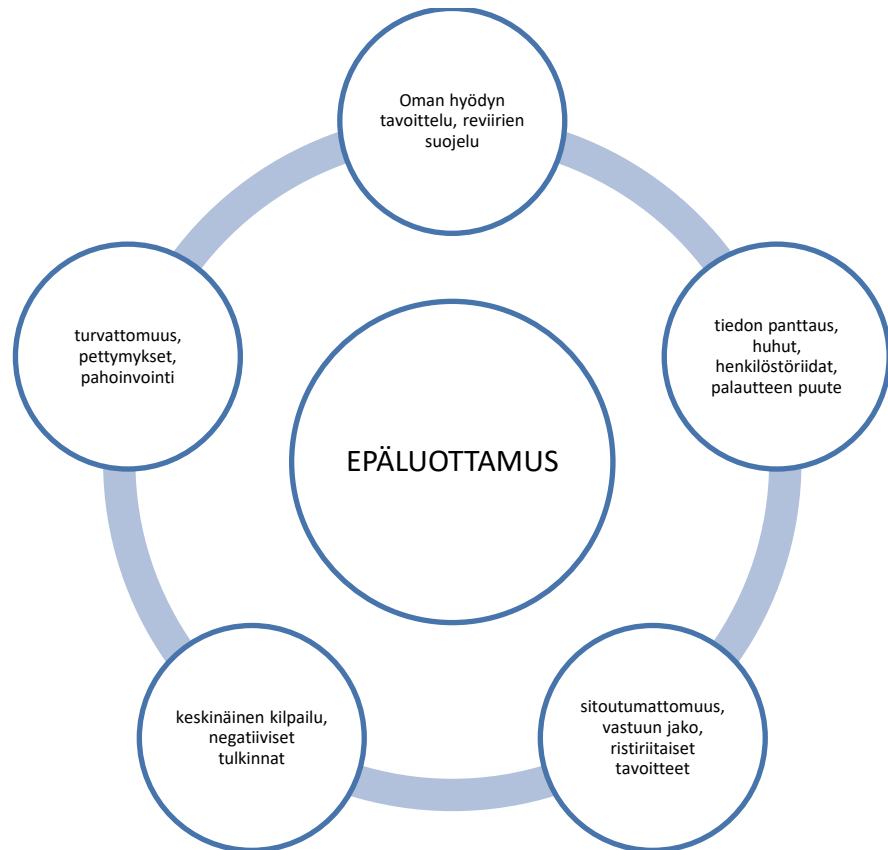 Oman hyödyn
tavoittelu, reviirien
suojelu
tiedon panttaus,
huhut,
henkilöstöriidat,
palautteen puute
sitoutumattomuus,
vastuun jako,
ristiriitaiset
tavoitteet
keskinäinen kilpailu,
negatiiviset
tulkinnat
turvattomuus,
pettymykset,
pahoinvointi
EPÄLUOTTAMUS